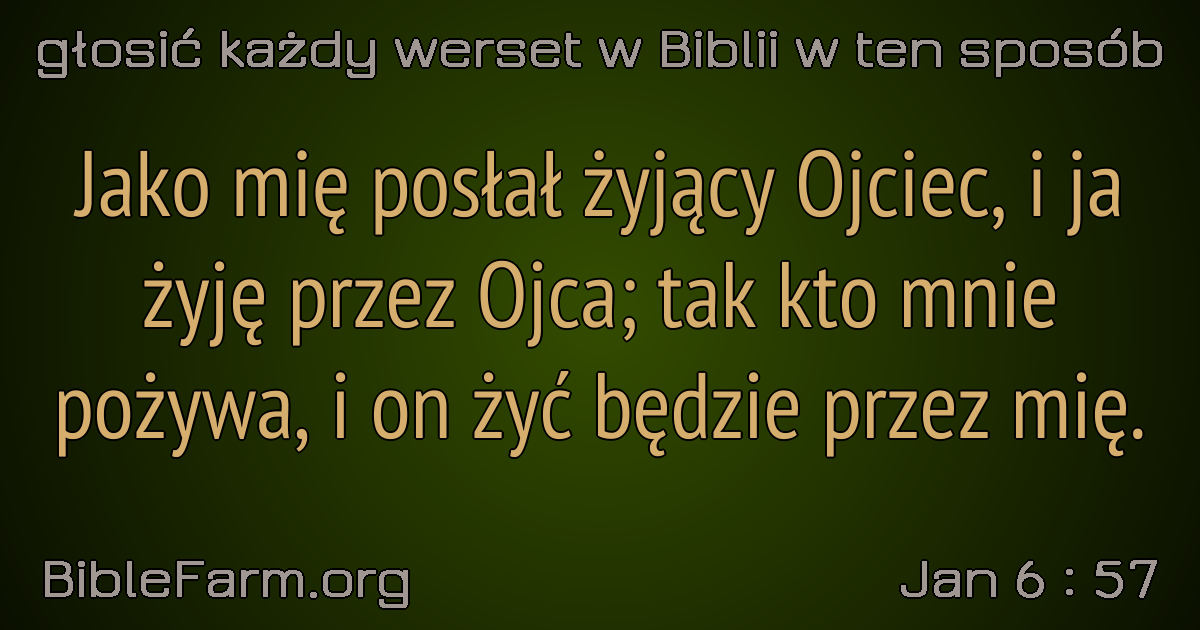 głosić każdy werset w Biblii w ten sposób
Jako mię posłał żyjący Ojciec, i ja
żyję przez Ojca; tak kto mnie
pożywa, i on żyć będzie przez mię.
BibleFarm.org
Jan 6 : 57